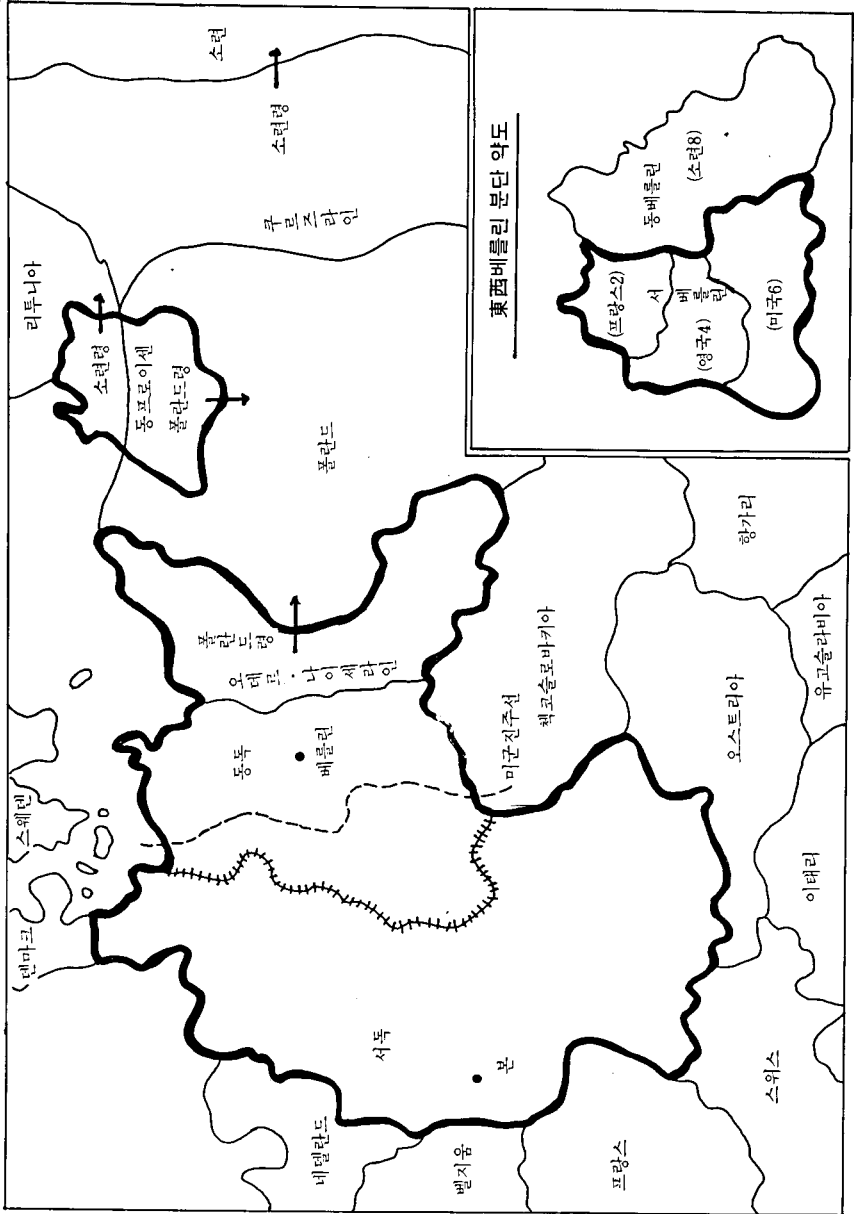 덴마크
스웨덴
리투니아
소련
소련령
소련령
동프로이센
폴란드령
쿠르즈라인
폴란드
폴란드령
오데르·나이세라인
동독
베를린
미군진주선
첵코슬로바키아
서독
본
네델란드
벨지움
프랑스
스위스
이태리
오스트리아
항가리
유고슬라비아
東西베를린 분단 약도
동베를린
(소련8)
(프랑스2)
서
베를린
(영국4)
(미국6)